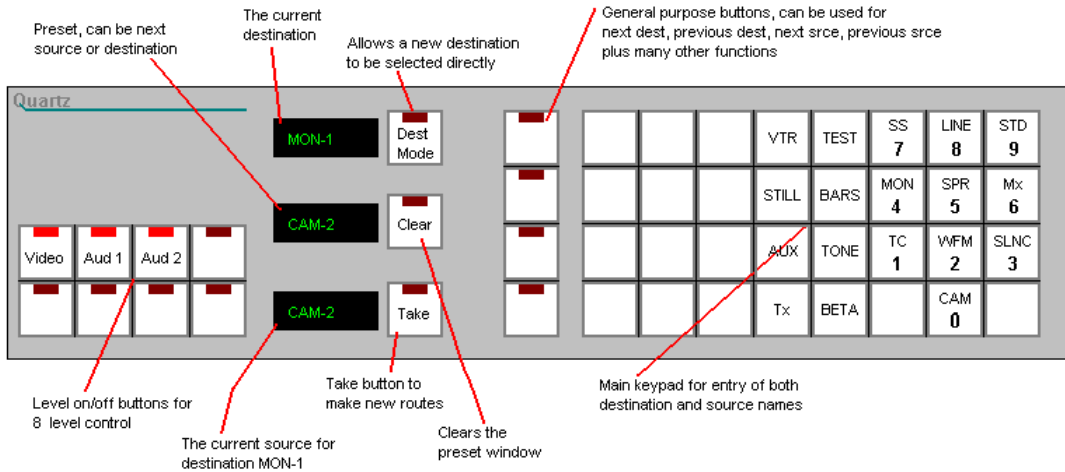 Preset, can be next
source or destination
The current
destination
Allows a new destination
to be selected directly
General purpose buttons, can be used for
next dest, previous dest, next srce, previous srce
plus many other functions
Quartz
MON-1
Dest
Mode
VTR
TEST
SS
7
LINE
8
STD
9
CAM-2
Clear
STILL
BARS
MON
4
SPR
5
Mx
6
Video
Aud 1
Aud 2
AUX
TONE
TC
1
WFM
2
SLNC
3
CAM-2
Take
Tx
BETA
CAM
0
Level on/off buttons for
8 level control
The current source for
destination MON-1
Take button to
make new routes
Clears the
preset window
Main keypad for entry of both
destination and source names